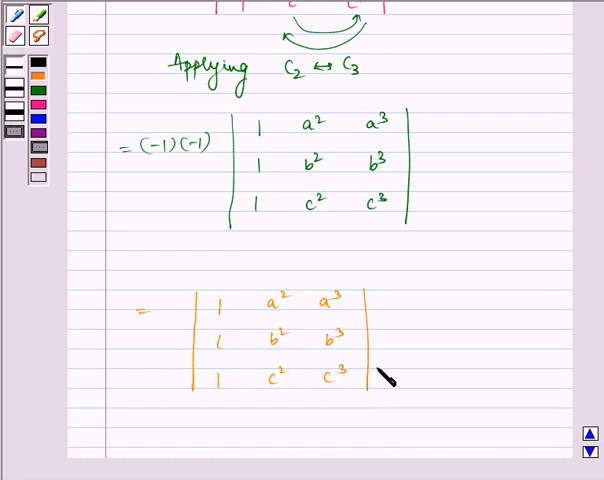 | | c c |
Applying C₂ ↔ C₃
= (-1)(-1) | 1 a² a³ |
| 1 b² b³ |
| 1 c² c³ |
= | 1 a² a³ |
| 1 b² b³ |
| 1 c² c³ |